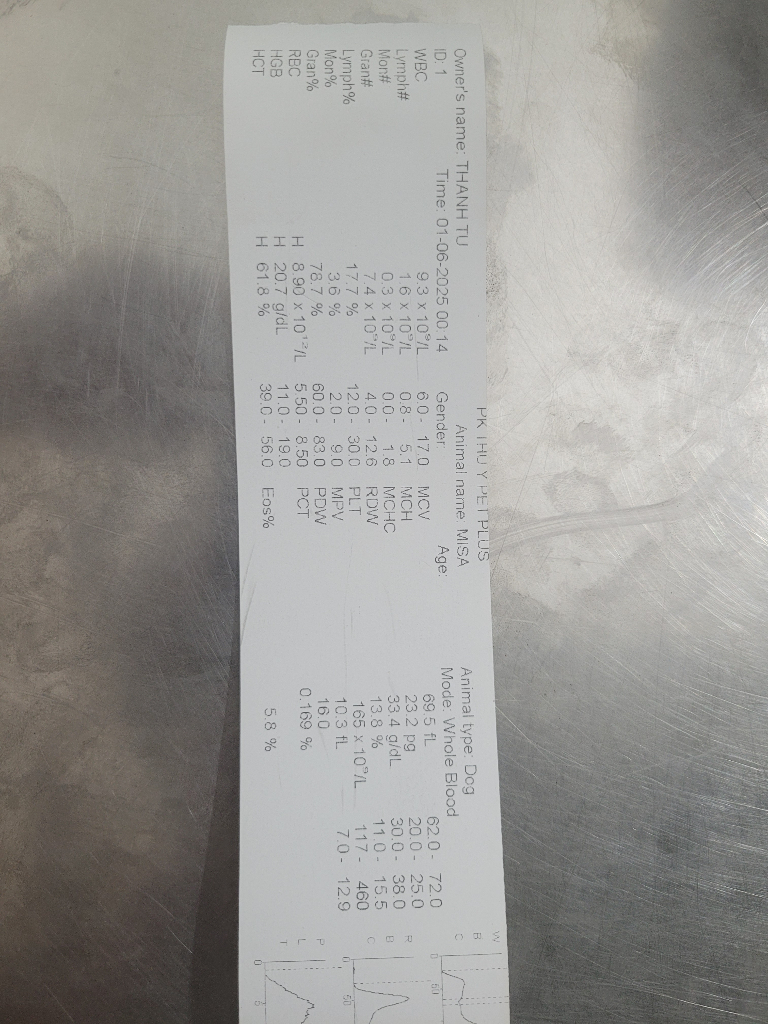 PK THU Y PET PLUS
Owner's name: THANH TU Animal name: MISA Animal type: Dog
ID: 1 Time: 01-06-2025 00:14 Gender: Age: Mode: Whole Blood
WBC 9.3 x 10⁹/L 6.0 - 17.0 MCV 69.5 fL 62.0 - 72.0
Lymph# 1.6 x 10⁹/L 0.8 - 5.1 MCH 23.2 pg 20.0 - 25.0
Mon# 0.3 x 10⁹/L 0.0 - 1.8 MCHC 33.4 g/dL 30.0 - 38.0
Gran# 7.4 x 10⁹/L 4.0 - 12.6 RDW 13.8 % 11.0 - 15.5
Lymph% 17.7 % 12.0 - 30.0 PLT 165 x 10⁹/L 117 - 460
Mon% 3.6 % 2.0 - 9.0 MPV 10.3 fL 7.0 - 12.9
Gran% 78.7 % 60.0 - 83.0 PDW 16.0
RBC H 8.90 x 10¹²/L 5.50 - 8.50 PCT 0.169 %
HGB H 20.7 g/dL 11.0 - 19.0
HCT H 61.8 % 39.0 - 56.0 Eos% 5.8 %
W
B
C
0
R
B
C
0
P
L
T
0